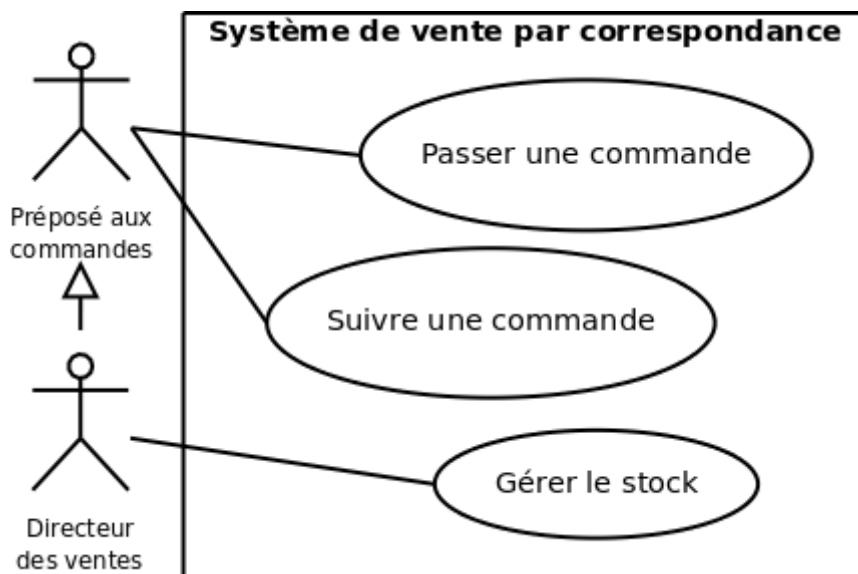 Système de vente par correspondance
Passer une commande
Préposé aux
commandes
Suivre une commande
Gérer le stock
Directeur
des ventes